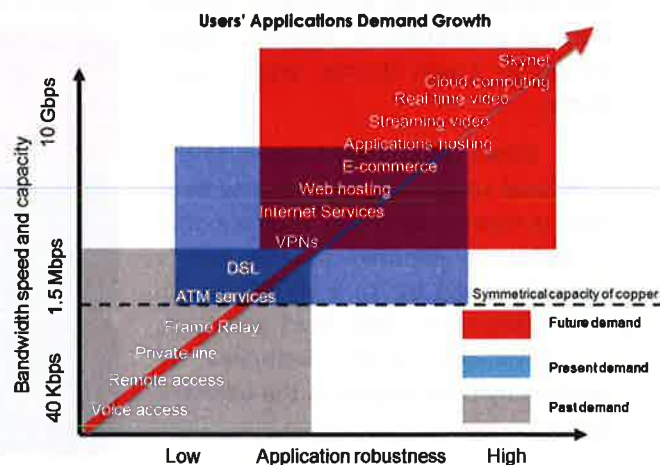 Users' Applications Demand Growth
Bandwidth speed and capacity
10 Gbps
1.5 Mbps
40 Kbps
Skynet
Cloud computing
Real time video
Streaming video
Applications hosting
E-commerce
Web hosting
Internet Services
VPNs
DSL
ATM services
Frame Relay
Private line
Remote access
Voice access
Symmetrical capacity of copper
Future demand
Present demand
Past demand
Low
Application robustness
High